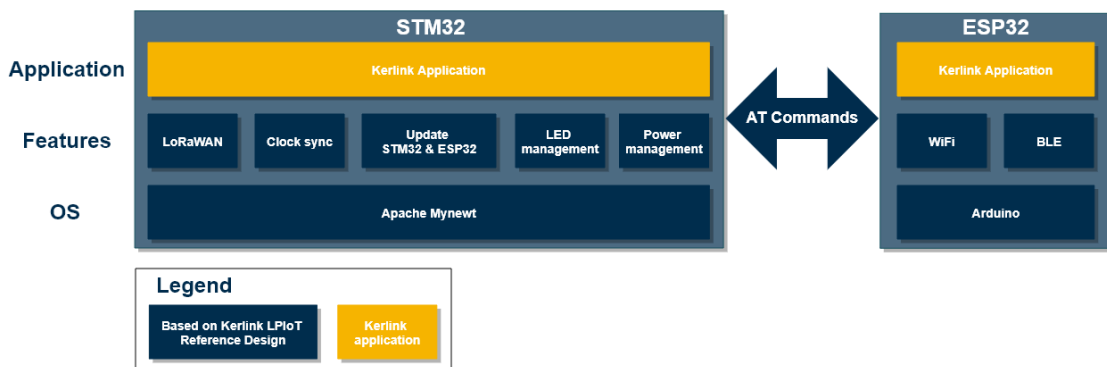 STM32
ESP32
Application
Kerlink Application
Kerlink Application
Features
LoRaWAN
Clock sync
Update
STM32 & ESP32
LED
management
Power
management
AT Commands
WiFi
BLE
OS
Apache Mynewt
Arduino
Legend
Based on Kerlink LPIoT
Reference Design
Kerlink
application